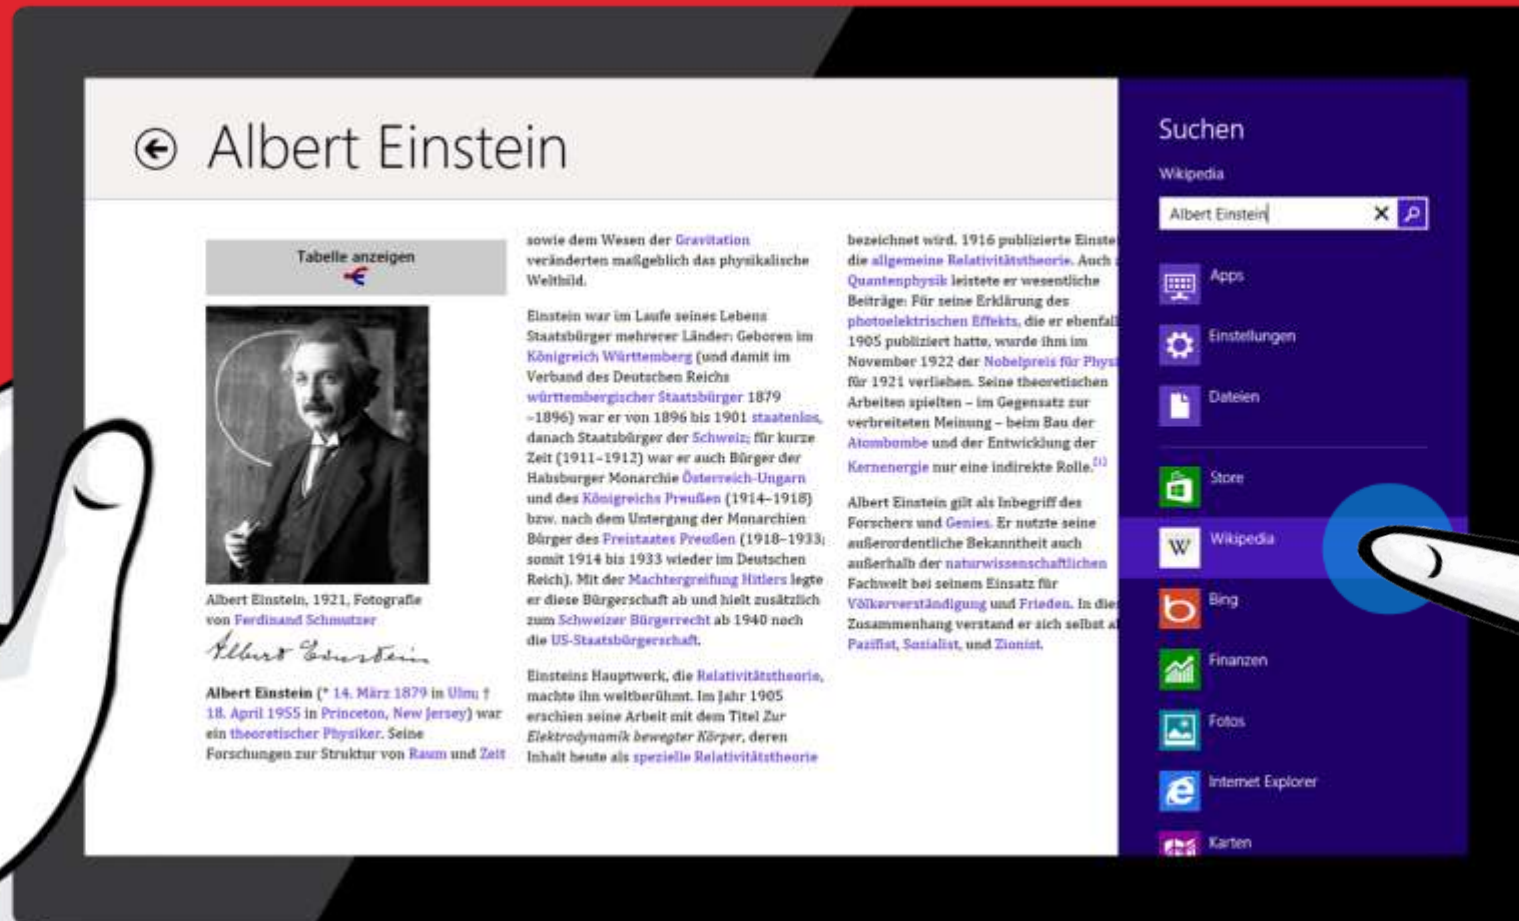 Albert Einstein
Tabelle anzeigen
Albert Einstein, 1921, Fotografie
von Ferdinand Schmutzer
Albert Einstein
Albert Einstein (* 14. März 1879 in Ulm; †
18. April 1955 in Princeton, New Jersey) war
ein theoretischer Physiker. Seine
Forschungen zur Struktur von Raum und Zeit
sowie dem Wesen der Gravitation
veränderten maßgeblich das physikalische
Weltbild.
Einstein war im Laufe seines Lebens
Staatsbürger mehrerer Länder: Geboren im
Königreich Württemberg (und damit im
Verband des Deutschen Reichs
württembergischer Staatsbürger 1879
–1896) war er von 1896 bis 1901 staatenlos,
danach Staatsbürger der Schweiz; für kurze
Zeit (1911–1912) war er auch Bürger der
Habsburger Monarchie Österreich-Ungarn
und des Königreichs Preußen (1914–1918)
bzw. nach dem Untergang der Monarchien
Bürger des Freistaates Preußen (1918–1933;
somit 1914 bis 1933 wieder im Deutschen
Reich). Mit der Machtergreifung Hitlers legte
er diese Bürgerschaft ab und hielt zusätzlich
zum Schweizer Bürgerrecht ab 1940 noch
die US-Staatsbürgerschaft.
Einsteins Hauptwerk, die Relativitätstheorie,
machte ihn weltberühmt. Im Jahr 1905
erschien seine Arbeit mit dem Titel Zur
Elektrodynamik bewegter Körper, deren
Inhalt heute als spezielle Relativitätstheorie
bezeichnet wird. 1916 publizierte Einste
die allgemeine Relativitätstheorie. Auch
Quantenphysik leistete er wesentliche
Beiträge: Für seine Erklärung des
photoelektrischen Effekts, die er ebenfall
1905 publiziert hatte, wurde ihm im
November 1922 der Nobelpreis für Physi
für 1921 verliehen. Seine theoretischen
Arbeiten spielten – im Gegensatz zur
verbreiteten Meinung – beim Bau der
Atombombe und der Entwicklung der
Kernenergie nur eine indirekte Rolle.[1]
Albert Einstein gilt als Inbegriff des
Forschers und Genies. Er nutzte seine
außerordentliche Bekanntheit auch
außerhalb der naturwissenschaftlichen
Fachwelt bei seinem Einsatz für
Völkerverständigung und Frieden. In die
Zusammenhang verstand er sich selbst a
Pazifist, Sozialist, und Zionist.
Suchen
Wikipedia
Albert Einstein
Apps
Einstellungen
Dateien
Store
W Wikipedia
Bing
Finanzen
Fotos
Internet Explorer
Karten